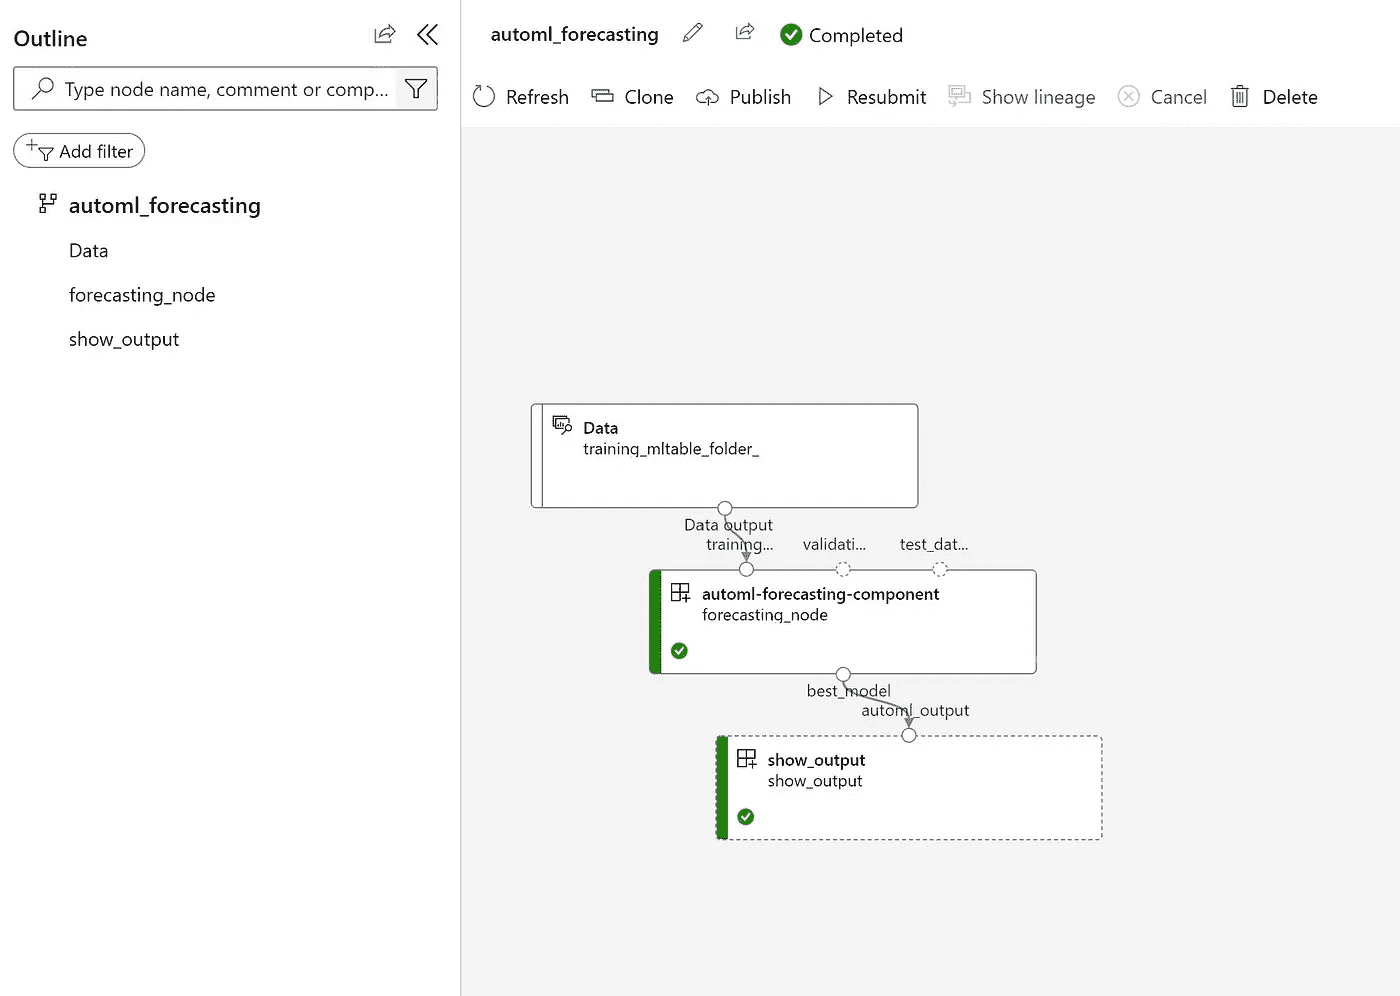 Outline
Type node name, comment or comp...
Add filter
automl_forecasting
Data
forecasting_node
show_output
automl_forecasting
Completed
Refresh Clone Publish Resubmit Show lineage Cancel Delete
Data
training_mltable_folder_
Data output
training... validati... test_dat...
automl-forecasting-component
forecasting_node
best_model
automl_output
show_output
show_output